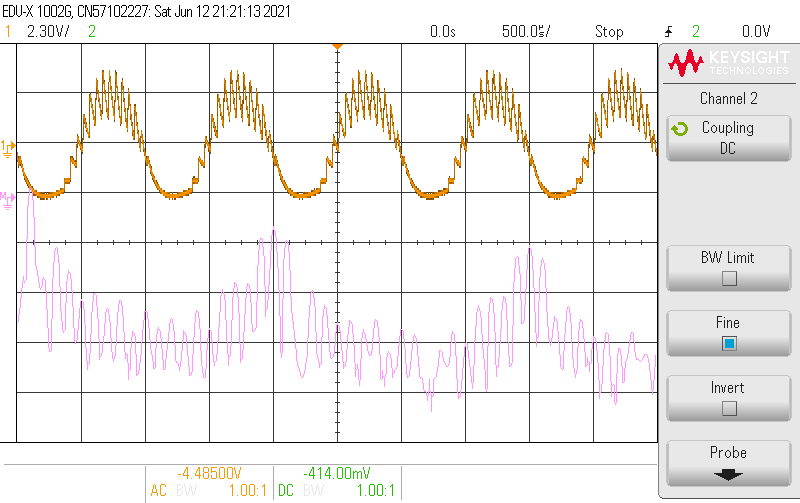 EDU-X 1002G, CN57102227: Sat Jun 12 21:21:13 2021
1 2.30V/ 2 0.0s 500.0µs/ Stop 2 0.0V
KEYSIGHT
TECHNOLOGIES
Channel 2
Coupling
DC
1
M
BW Limit
Fine
Invert
Probe
-4.48500V -414.00mV
AC BW 1.00:1 DC BW 1.00:1